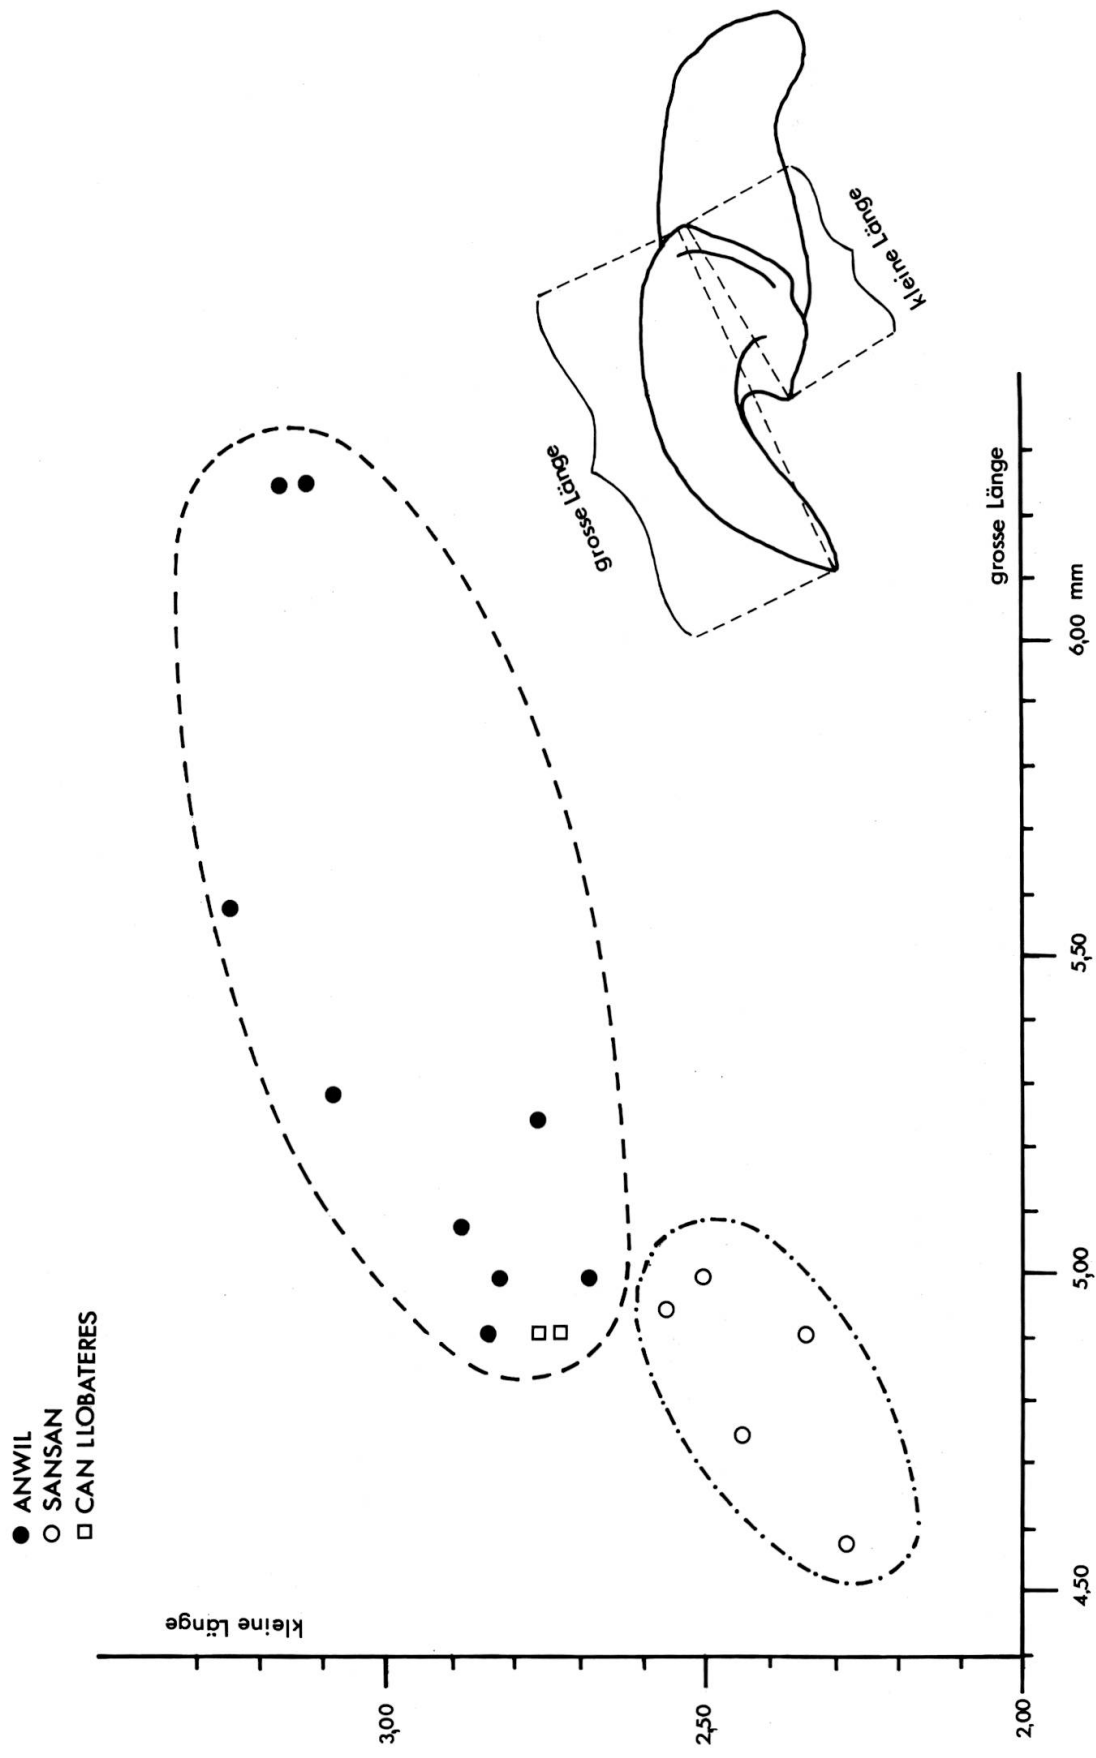 ● ANWIL
○ SANSAN
□ CAN LLOBATERES
kleine Länge
3,00
2,50
2,00
4,50
5,00
5,50
6,00 mm
grosse Länge
grosse Länge
kleine Länge